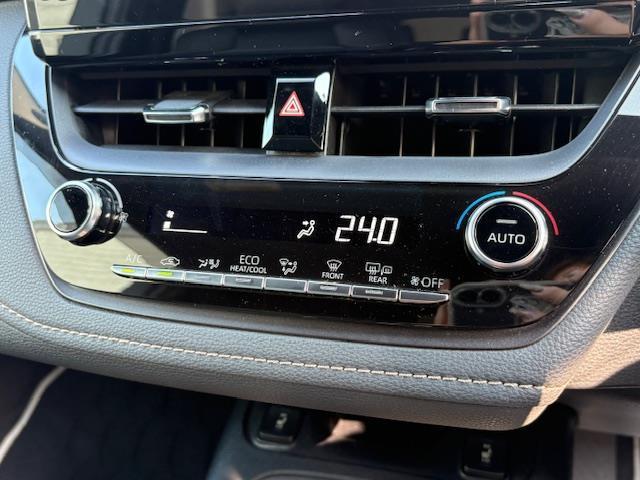 24.0
AUTO
A/C
ECO
HEAT/COOL
FRONT
REAR
OFF